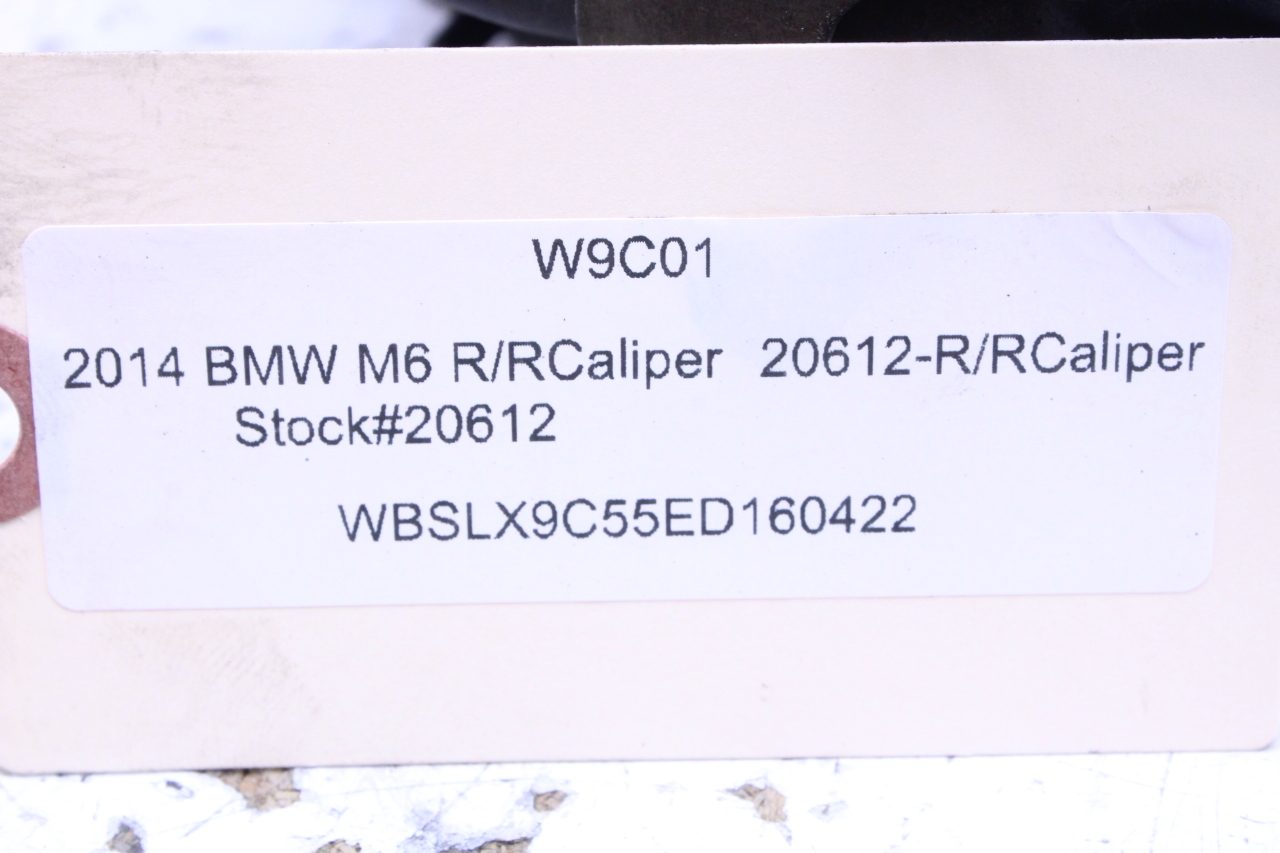 W9C01
2014 BMW M6 R/RCaliper 20612-R/RCaliper
Stock#20612
WBSLX9C55ED160422